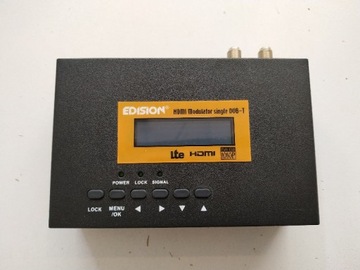 EDISION®
HDMI Modulator single DVB-T
Lte HDMI
POWER LOCK SIGNAL
LOCK MENU /OK ◀ ▶ ▼ ▲